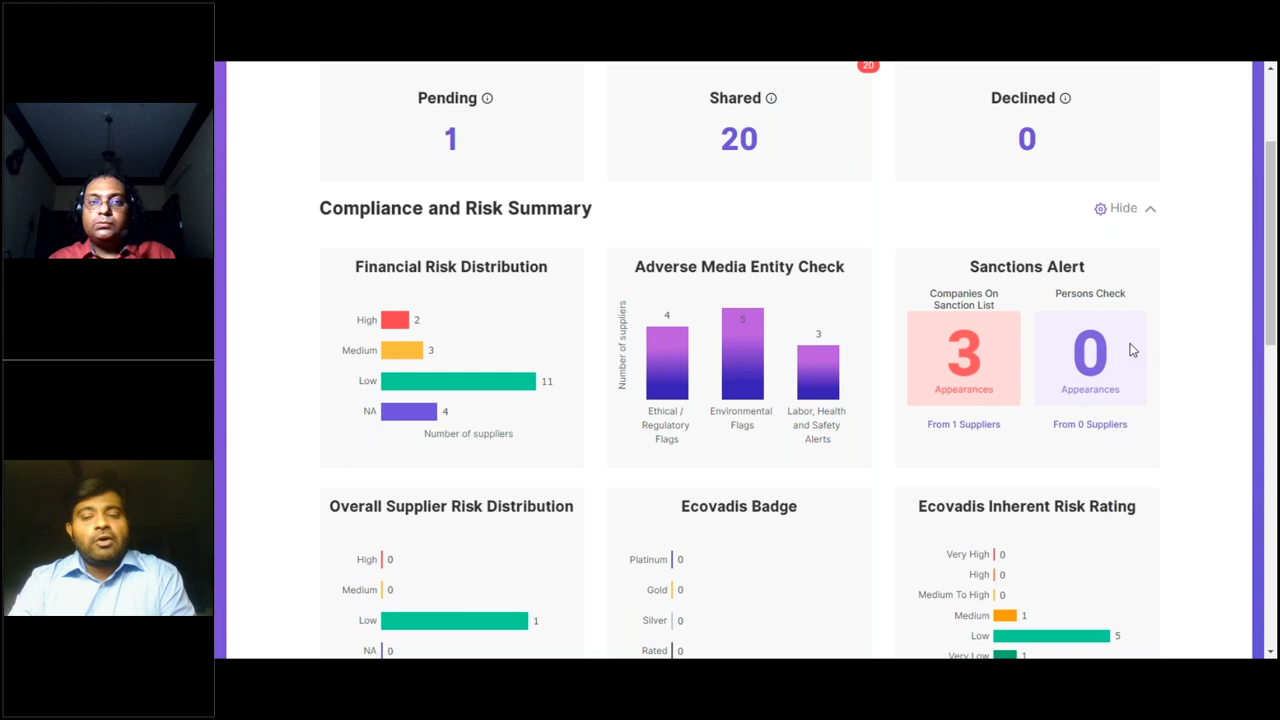 20
Pending
Shared
Declined
1
20
0
Compliance and Risk Summary
Hide
Financial Risk Distribution
High 2
Medium 3
Low 11
NA 4
Number of suppliers
Adverse Media Entity Check
Number of suppliers
4
5
3
Ethical /
Regulatory
Flags
Environmental
Flags
Labor, Health
and Safety
Alerts
Sanctions Alert
Companies On
Sanction List
3
Appearances
From 1 Suppliers
Persons Check
0
Appearances
From 0 Suppliers
Overall Supplier Risk Distribution
High 0
Medium 0
Low 1
NA 0
Ecovadis Badge
Platinum 0
Gold 0
Silver 0
Rated 0
Ecovadis Inherent Risk Rating
Very High 0
High 0
Medium To High 0
Medium 1
Low 5
Very Low 1